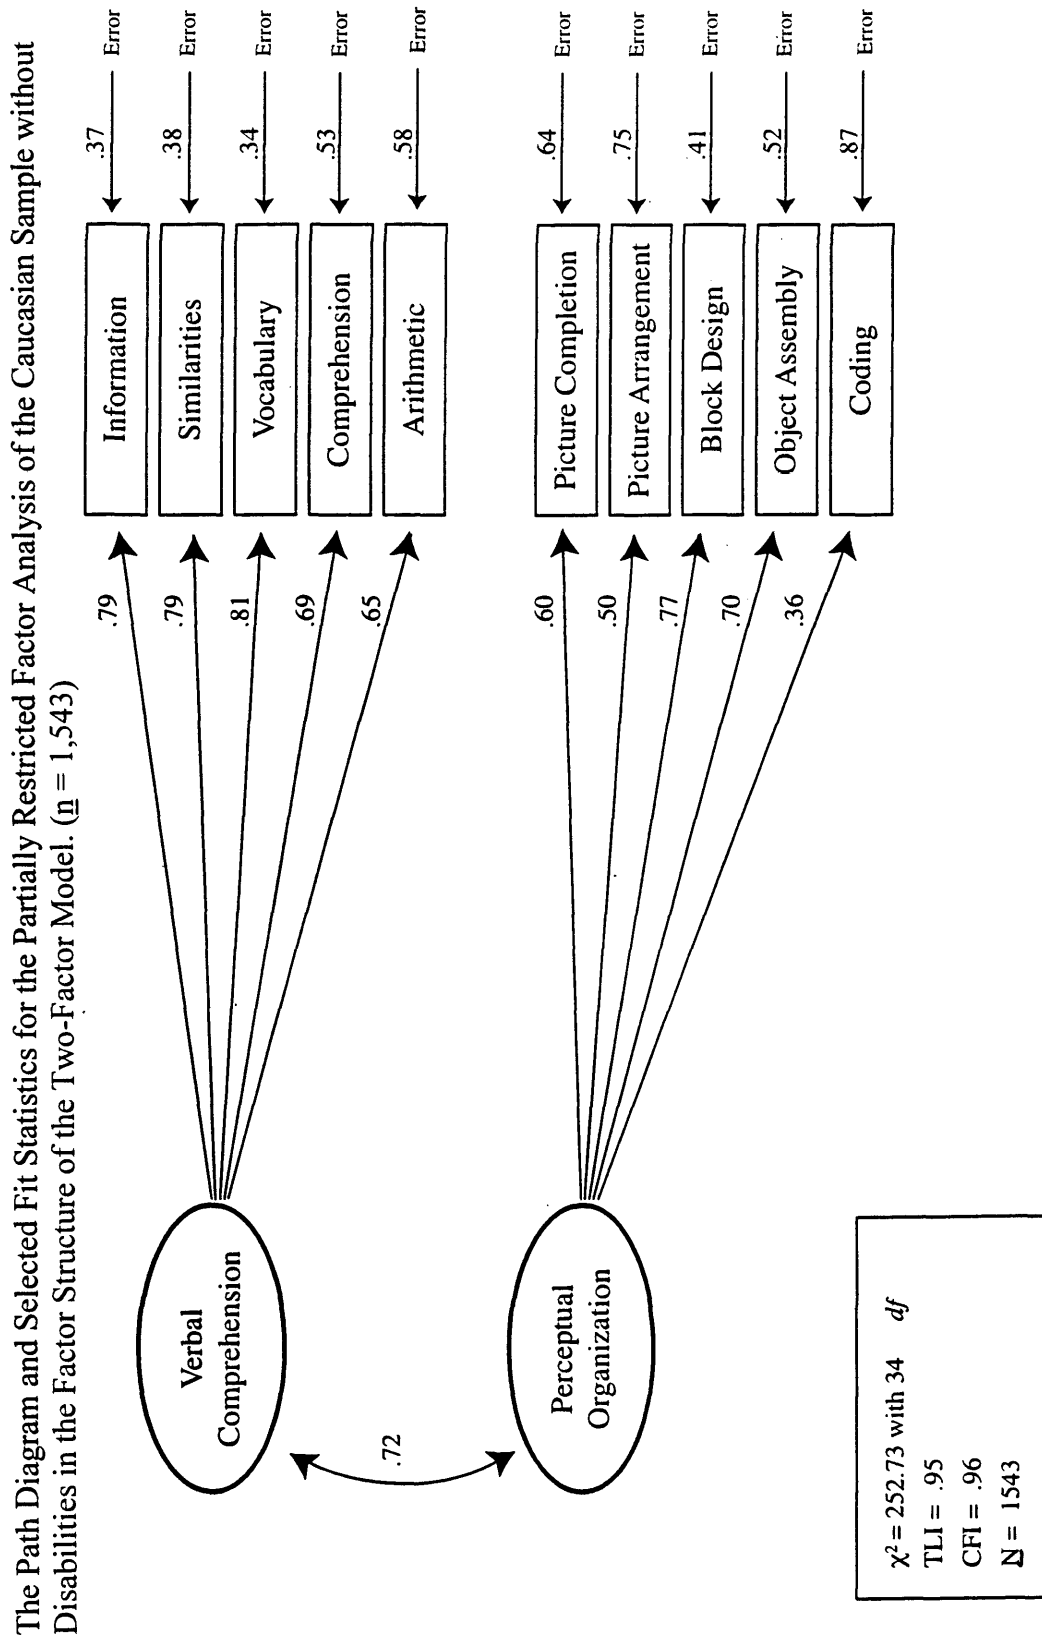 The Path Diagram and Selected Fit Statistics for the Partially Restricted Factor Analysis of the Caucasian Sample without
Disabilities in the Factor Structure of the Two-Factor Model. (n = 1,543)
Verbal
Comprehension
.72
Perceptual
Organization
.79
.79
.81
.69
.65
Information
Similarities
Vocabulary
Comprehension
Arithmetic
.37
.38
.34
.53
.58
Error
Error
Error
Error
Error
.60
.50
.77
.70
.36
Picture Completion
Picture Arrangement
Block Design
Object Assembly
Coding
.64
.75
.41
.52
.87
Error
Error
Error
Error
Error
χ² = 252.73 with 34 df
TLI = .95
CFI = .96
N = 1543